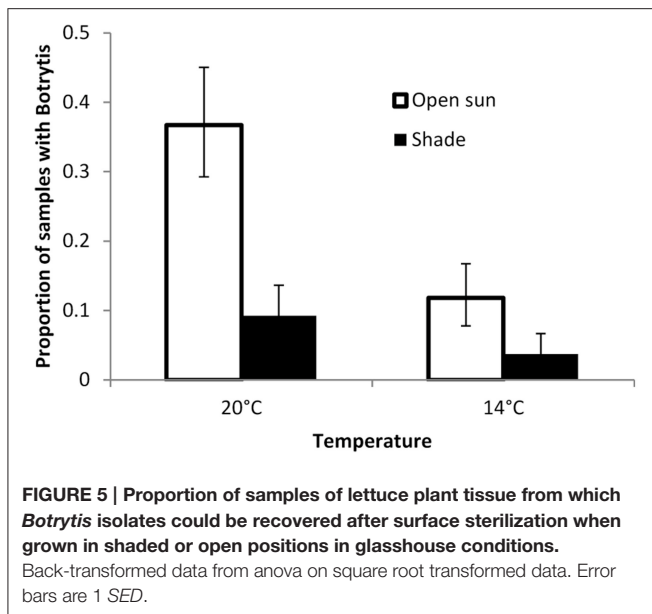 Proportion of samples with Botrytis
0.5
0.4
0.3
0.2
0.1
0
Open sun
Shade
20°C
14°C
Temperature
FIGURE 5 | Proportion of samples of lettuce plant tissue from which
Botrytis isolates could be recovered after surface sterilization when
grown in shaded or open positions in glasshouse conditions.
Back-transformed data from anova on square root transformed data. Error
bars are 1 SED.